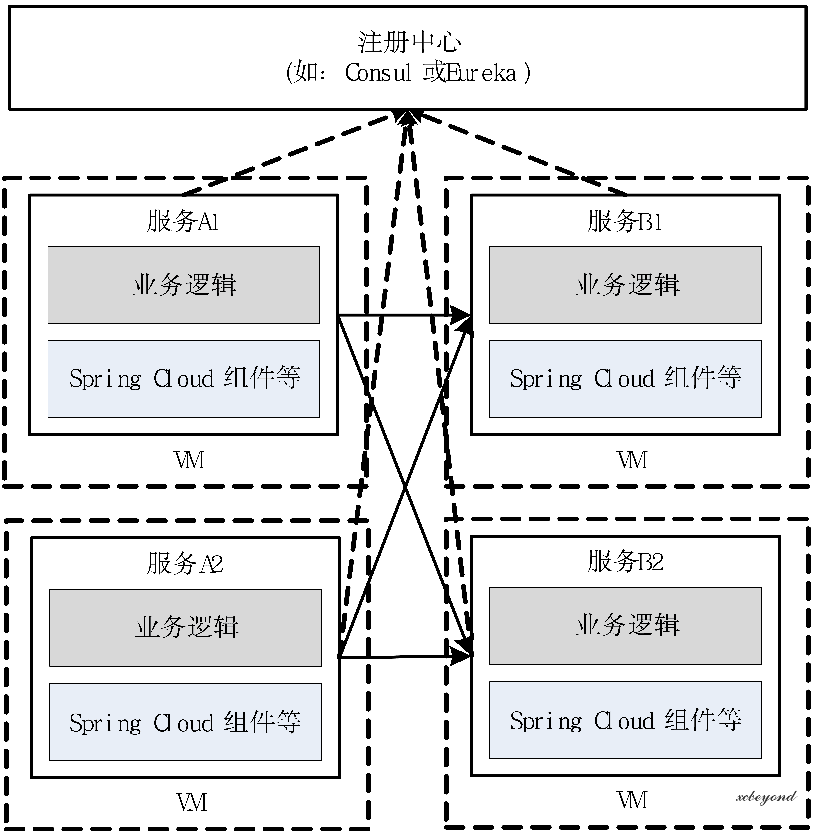 注册中心
(如：Consul 或Eureka)
服务A1
业务逻辑
Spring Cloud 组件等
VM
服务B1
业务逻辑
Spring Cloud 组件等
VM
服务A2
业务逻辑
Spring Cloud 组件等
VM
服务B2
业务逻辑
Spring Cloud 组件等
VM
xcbeyond